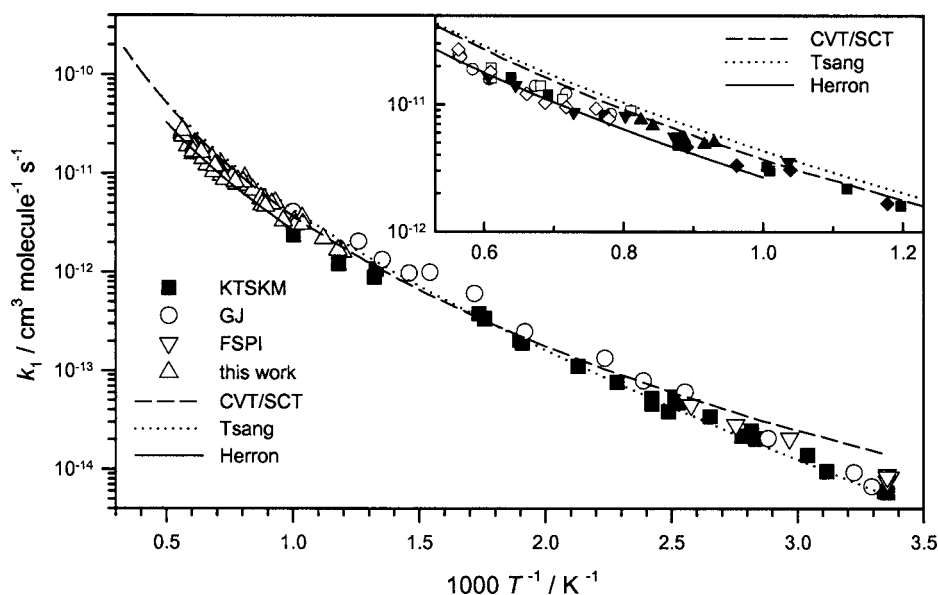 CVT/SCT
Tsang
Herron
10⁻¹¹
10⁻¹²
0.6 0.8 1.0 1.2
10⁻¹⁰
10⁻¹¹
10⁻¹²
10⁻¹³
10⁻¹⁴
k₁ / cm³ molecule⁻¹ s⁻¹
KTSKM
GJ
FSPI
this work
CVT/SCT
Tsang
Herron
0.5 1.0 1.5 2.0 2.5 3.0 3.5
1000 T⁻¹ / K⁻¹